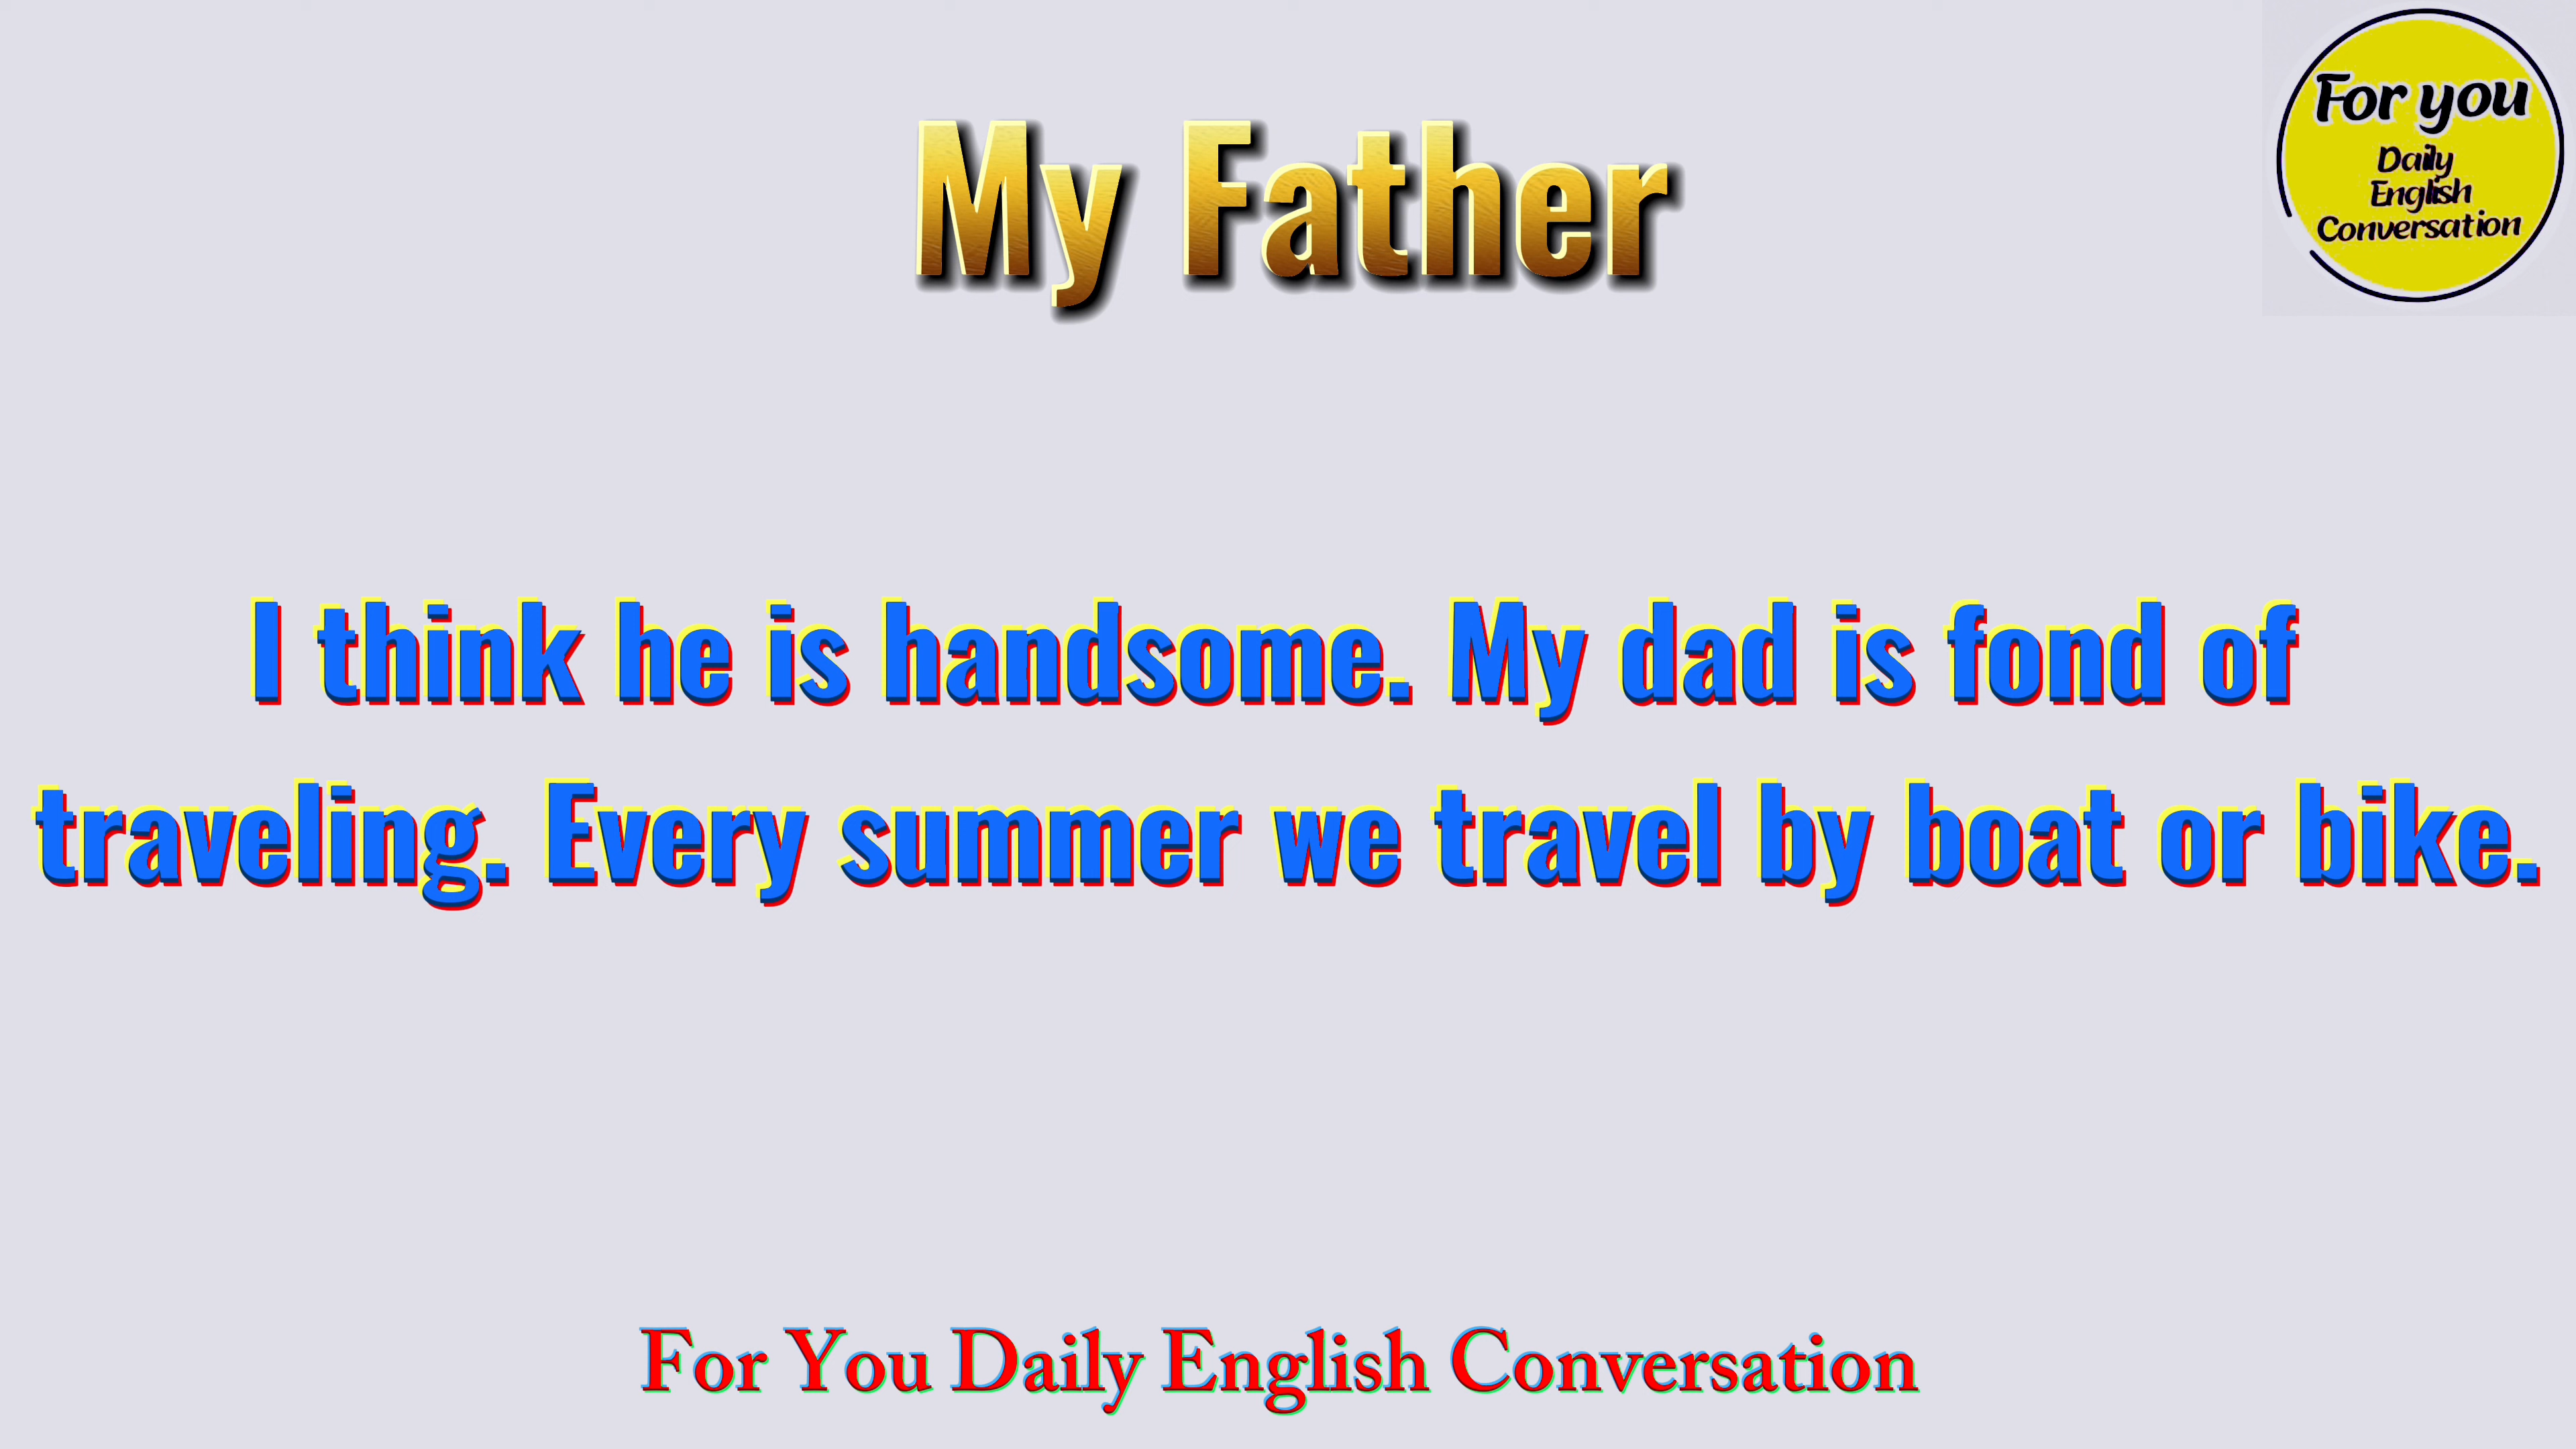 My Father
For you
Daily
English
Conversation
I think he is handsome. My dad is fond of
traveling. Every summer we travel by boat or bike.
For You Daily English Conversation